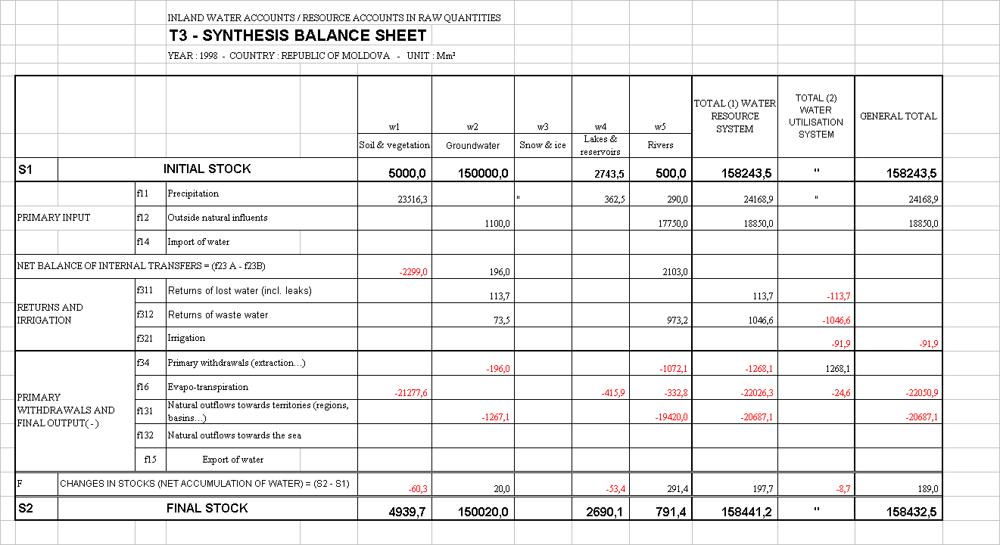 INLAND WATER ACCOUNTS / RESOURCE ACCOUNTS IN RAW QUANTITIES
T3 - SYNTHESIS BALANCE SHEET
YEAR : 1998 - COUNTRY : REPUBLIC OF MOLDOVA - UNIT : Mm³
w1 w2 w3 w4 w5 TOTAL (1) WATER RESOURCE SYSTEM TOTAL (2) WATER UTILISATION SYSTEM GENERAL TOTAL
Soil & vegetation Groundwater Snow & ice Lakes & reservoirs Rivers
S1 INITIAL STOCK 5000,0 150000,0 2743,5 500,0 158243,5 " 158243,5
PRIMARY INPUT
f11 Precipitation 23516,3 " 362,5 290,0 24168,9 " 24168,9
f12 Outside natural influents 1100,0 17750,0 18850,0 18850,0
f14 Import of water
NET BALANCE OF INTERNAL TRANSFERS = (f23 A - f23B) -2299,0 196,0 2103,0
RETURNS AND
IRRIGATION
f311 Returns of lost water (incl. leaks) 113,7 113,7 -113,7
f312 Returns of waste water 73,5 973,2 1046,6 -1046,6
f321 Irrigation -91,9 -91,9
PRIMARY
WITHDRAWALS AND
FINAL OUTPUT( - )
f34 Primary withdrawals (extraction...) -196,0 -1072,1 -1268,1 1268,1
f16 Evapo-transpiration -21277,6 -415,9 -332,8 -22026,3 -24,6 -22050,9
f131 Natural outflows towards territories (regions, basins...) -1267,1 -19420,0 -20687,1 -20687,1
f132 Natural outflows towards the sea
f15 Export of water
F CHANGES IN STOCKS (NET ACCUMULATION OF WATER) = (S2 - S1) -60,3 20,0 -53,4 291,4 197,7 -8,7 189,0
S2 FINAL STOCK 4939,7 150020,0 2690,1 791,4 158441,2 " 158432,5